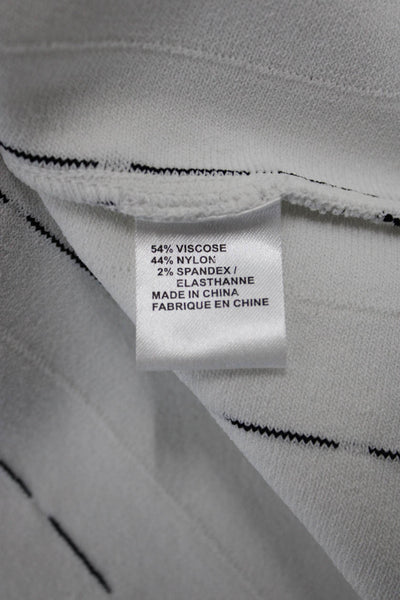 54% VISCOSE
44% NYLON
2% SPANDEX /
ELASTHANNE
MADE IN CHINA
FABRIQUE EN CHINE